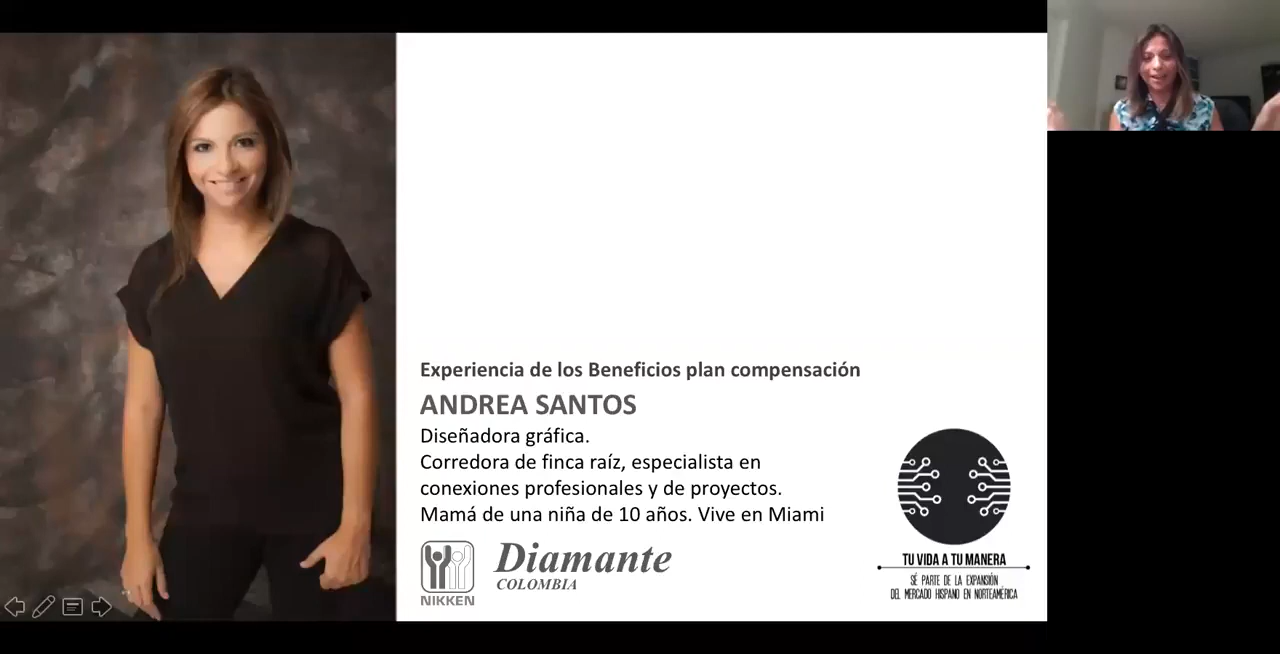 Experiencia de los Beneficios plan compensación
ANDREA SANTOS
Diseñadora gráfica.
Corredora de finca raíz, especialista en
conexiones profesionales y de proyectos.
Mamá de una niña de 10 años. Vive en Miami
Diamante
COLOMBIA
NIKKEN
TU VIDA A TU MANERA
SÉ PARTE DE LA EXPANSIÓN
DEL MERCADO HISPANO EN NORTEAMÉRICA